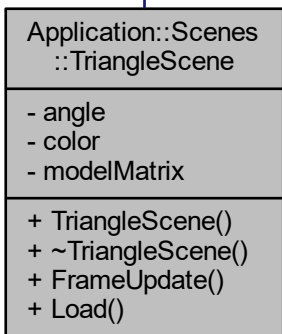 Application::Scenes
::TriangleScene
- angle
- color
- modelMatrix
+ TriangleScene()
+ ~TriangleScene()
+ FrameUpdate()
+ Load()